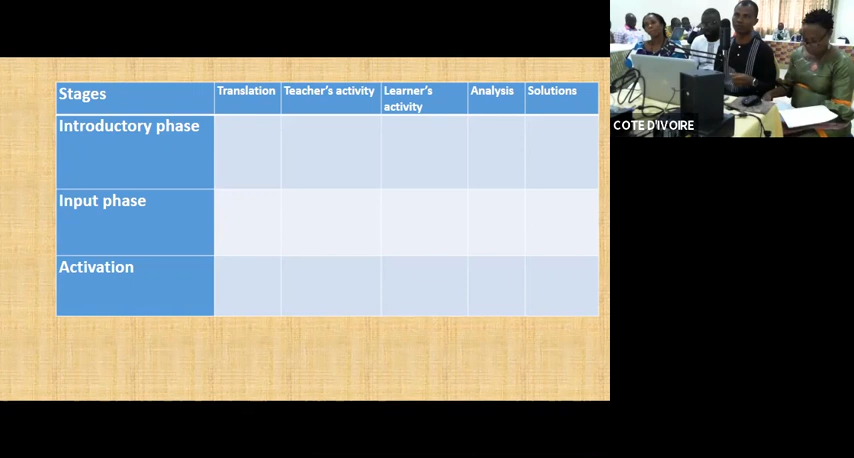 Stages
Translation
Teacher's activity
Learner's
activity
Analysis
Solutions
Introductory phase
Input phase
Activation
COTE D'IVOIRE